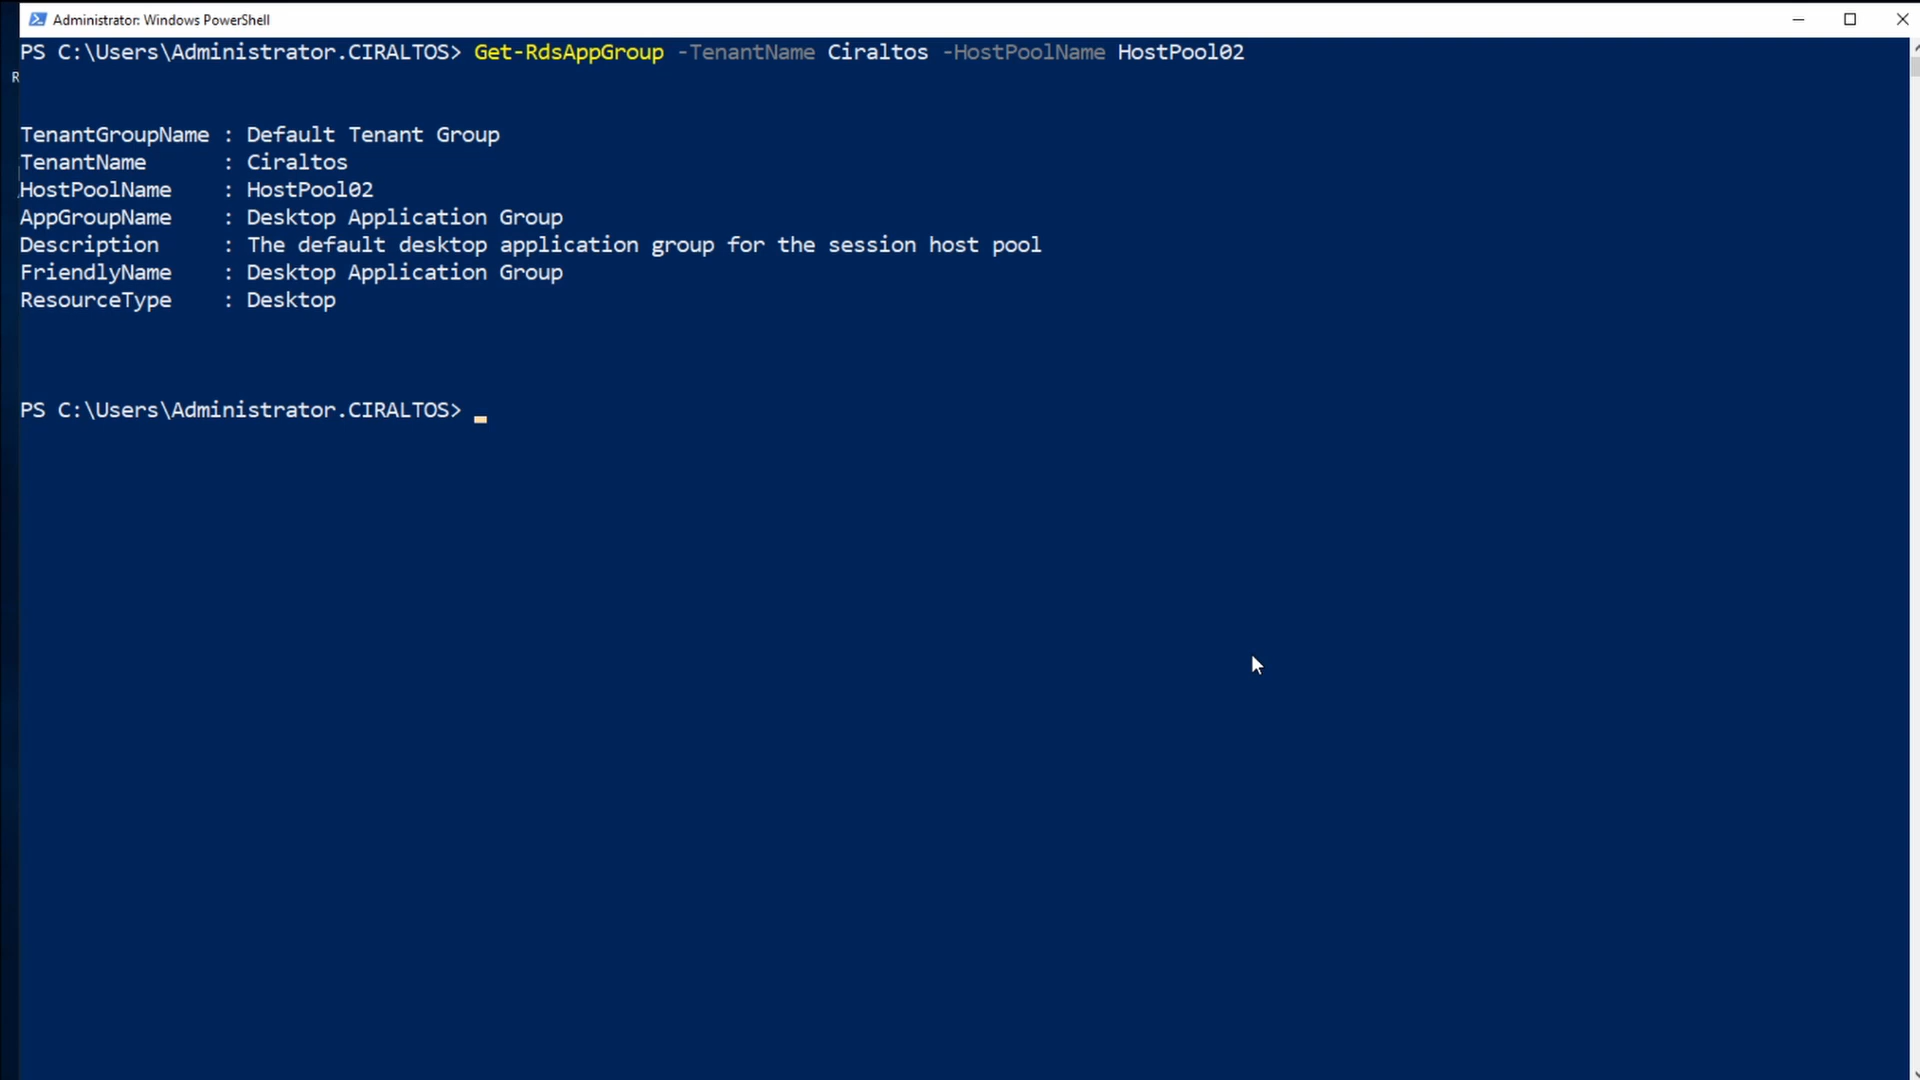 Administrator: Windows PowerShell
PS C:\Users\Administrator.CIRALTOS> Get-RdsAppGroup -TenantName Ciraltos -HostPoolName HostPool02
R
TenantGroupName : Default Tenant Group
TenantName : Ciraltos
HostPoolName : HostPool02
AppGroupName : Desktop Application Group
Description : The default desktop application group for the session host pool
FriendlyName : Desktop Application Group
ResourceType : Desktop
PS C:\Users\Administrator.CIRALTOS>